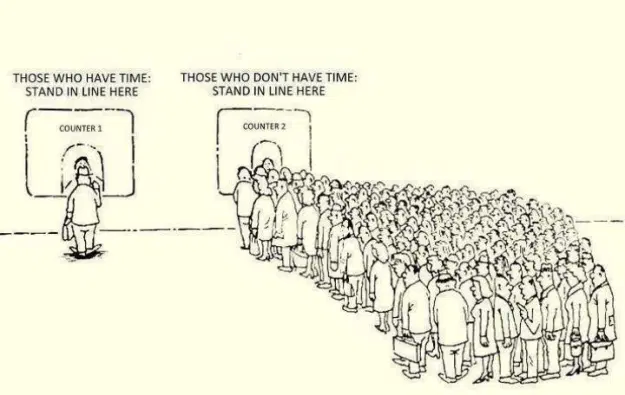 THOSE WHO HAVE TIME:
STAND IN LINE HERE
COUNTER 1
THOSE WHO DON'T HAVE TIME:
STAND IN LINE HERE
COUNTER 2